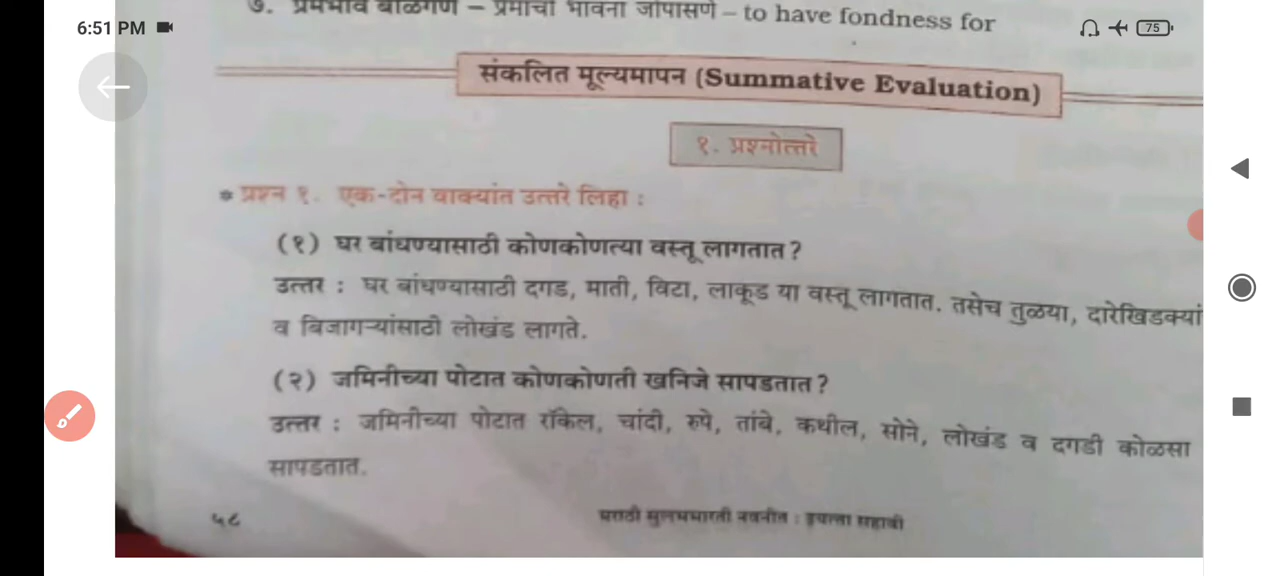 6:51 PM
75
७. प्रेमभाव बाळगणे – प्रेमाची भावना जोपासणे – to have fondness for
संकलित मूल्यमापन (Summative Evaluation)
१. प्रश्नोत्तरे
* प्रश्न १. एक-दोन वाक्यांत उत्तरे लिहा :
(१) घर बांधण्यासाठी कोणकोणत्या वस्तू लागतात?
उत्तर : घर बांधण्यासाठी दगड, माती, विटा, लाकूड या वस्तू लागतात. तसेच तुळया, दारेखिडक्यां
व बिजागऱ्यांसाठी लोखंड लागते.
(२) जमिनीच्या पोटात कोणकोणती खनिजे सापडतात?
उत्तर : जमिनीच्या पोटात रॉकेल, चांदी, रुपे, तांबे, कथील, सोने, लोखंड व दगडी कोळसा
सापडतात.
५८
मराठी सुलभभारती नवनीत : इयत्ता सहावी